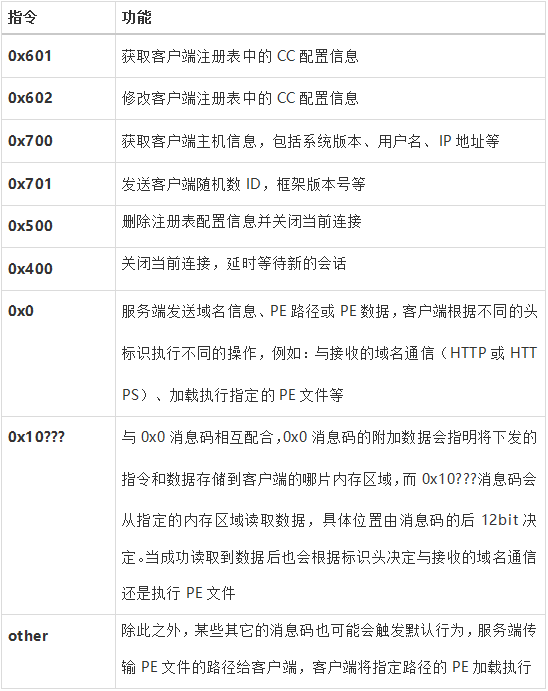 指令 功能
0x601 获取客户端注册表中的 CC 配置信息
0x602 修改客户端注册表中的 CC 配置信息
0x700 获取客户端主机信息，包括系统版本、用户名、IP 地址等
0x701 发送客户端随机数 ID，框架版本号等
0x500 删除注册表配置信息并关闭当前连接
0x400 关闭当前连接，延时等待新的会话
0x0 服务端发送域名信息、PE 路径或 PE 数据，客户端根据不同的头
标识执行不同的操作，例如：与接收的域名通信（HTTP 或 HTT
PS）、加载执行指定的 PE 文件等
0x10??? 与 0x0 消息码相互配合，0x0 消息码的附加数据会指明将下发的
指令和数据存储到客户端的哪片内存区域，而 0x10???消息码会
从指定的内存区域读取数据，具体位置由消息码的后 12bit 决
定。当成功读取到数据后也会根据标识头决定与接收的域名通信
还是执行 PE 文件
other 除此之外，某些其它的消息码也可能会触发默认行为，服务端传
输 PE 文件的路径给客户端，客户端将指定路径的 PE 加载执行